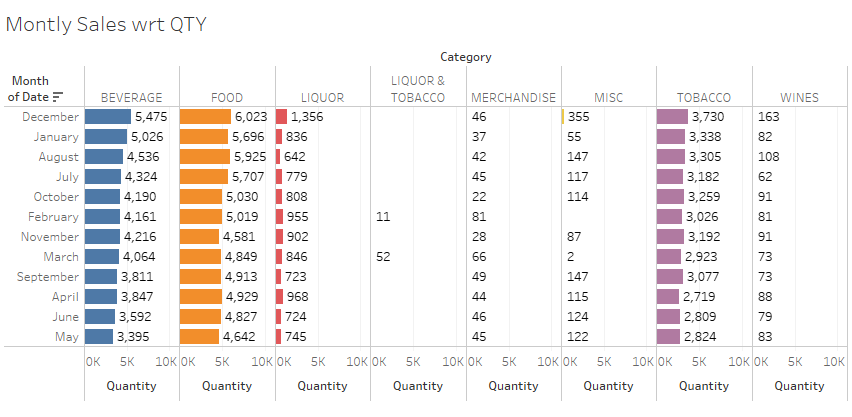 Montly Sales wrt QTY
Category
Month
of Date BEVERAGE FOOD LIQUOR LIQUOR &
TOBACCO MERCHANDISE MISC TOBACCO WINES
December 5,475 6,023 1,356 46 355 3,730 163
January 5,026 5,696 836 37 55 3,338 82
August 4,536 5,925 642 42 147 3,305 108
July 4,324 5,707 779 45 117 3,182 62
October 4,190 5,030 808 22 114 3,259 91
February 4,161 5,019 955 11 81 3,026 81
November 4,216 4,581 902 28 87 3,192 91
March 4,064 4,849 846 52 66 2 2,923 73
September 3,811 4,913 723 49 147 3,077 73
April 3,847 4,929 968 44 115 2,719 88
June 3,592 4,827 724 46 124 2,809 79
May 3,395 4,642 745 45 122 2,824 83
0K 5K 10K 0K 5K 10K 0K 5K 10K 0K 5K 10K 0K 5K 10K 0K 5K 10K 0K 5K 10K 0K 5K 10K
Quantity Quantity Quantity Quantity Quantity Quantity Quantity Quantity